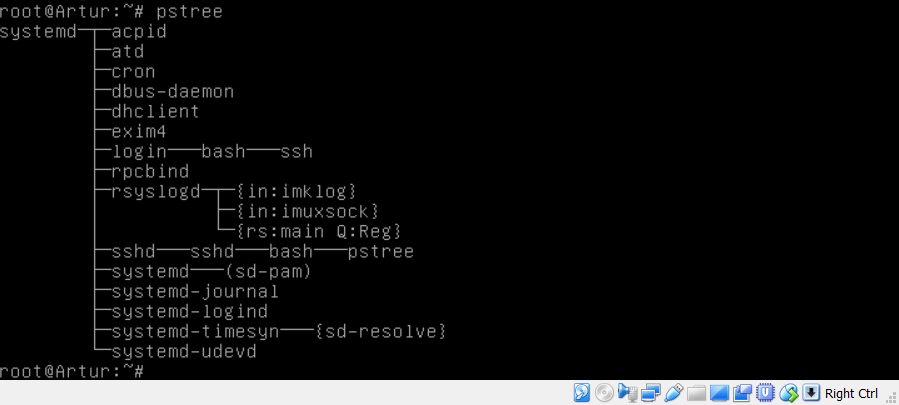 root@Artur:~# pstree
systemd─┬─acpid
        ├─atd
        ├─cron
        ├─dbus-daemon
        ├─dhclient
        ├─exim4
        ├─login───bash───ssh
        ├─rpcbind
        ├─rsyslogd─┬─{in:imklog}
        │          ├─{in:imuxsock}
        │          └─{rs:main Q:Reg}
        ├─sshd───sshd───bash───pstree
        ├─systemd───(sd-pam)
        ├─systemd-journal
        ├─systemd-logind
        ├─systemd-timesyn───{sd-resolve}
        └─systemd-udevd
root@Artur:~#
Right Ctrl